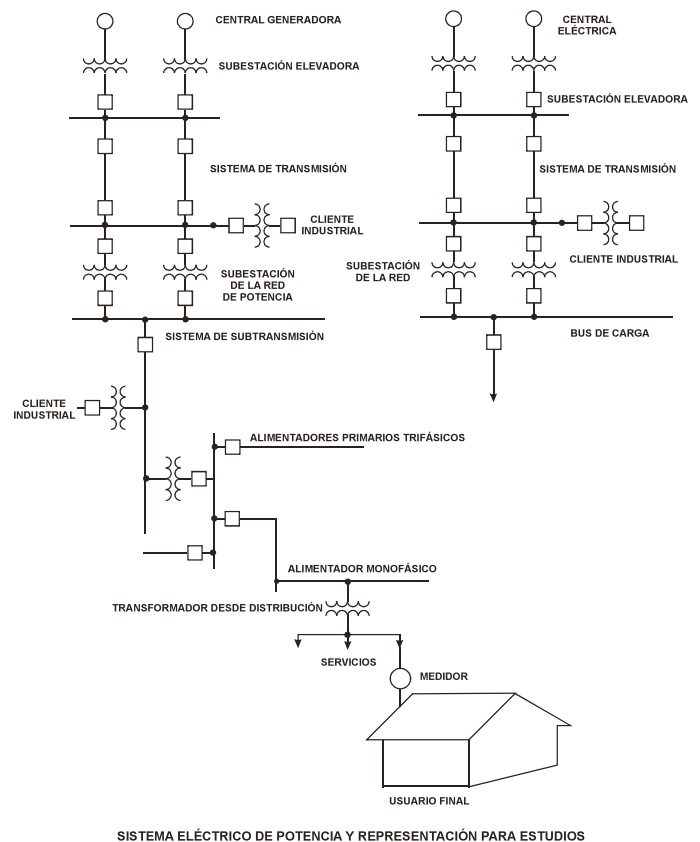 CENTRAL GENERADORA
CENTRAL
ELÉCTRICA
SUBESTACIÓN ELEVADORA
SUBESTACIÓN ELEVADORA
SISTEMA DE TRANSMISIÓN
SISTEMA DE TRANSMISIÓN
CLIENTE
INDUSTRIAL
CLIENTE INDUSTRIAL
SUBESTACIÓN
DE LA RED
DE POTENCIA
SUBESTACIÓN
DE LA RED
SISTEMA DE SUBTRANSMISIÓN
BUS DE CARGA
CLIENTE
INDUSTRIAL
ALIMENTADORES PRIMARIOS TRIFÁSICOS
ALIMENTADOR MONOFÁSICO
TRANSFORMADOR DESDE DISTRIBUCIÓN
SERVICIOS
MEDIDOR
USUARIO FINAL
SISTEMA ELÉCTRICO DE POTENCIA Y REPRESENTACIÓN PARA ESTUDIOS